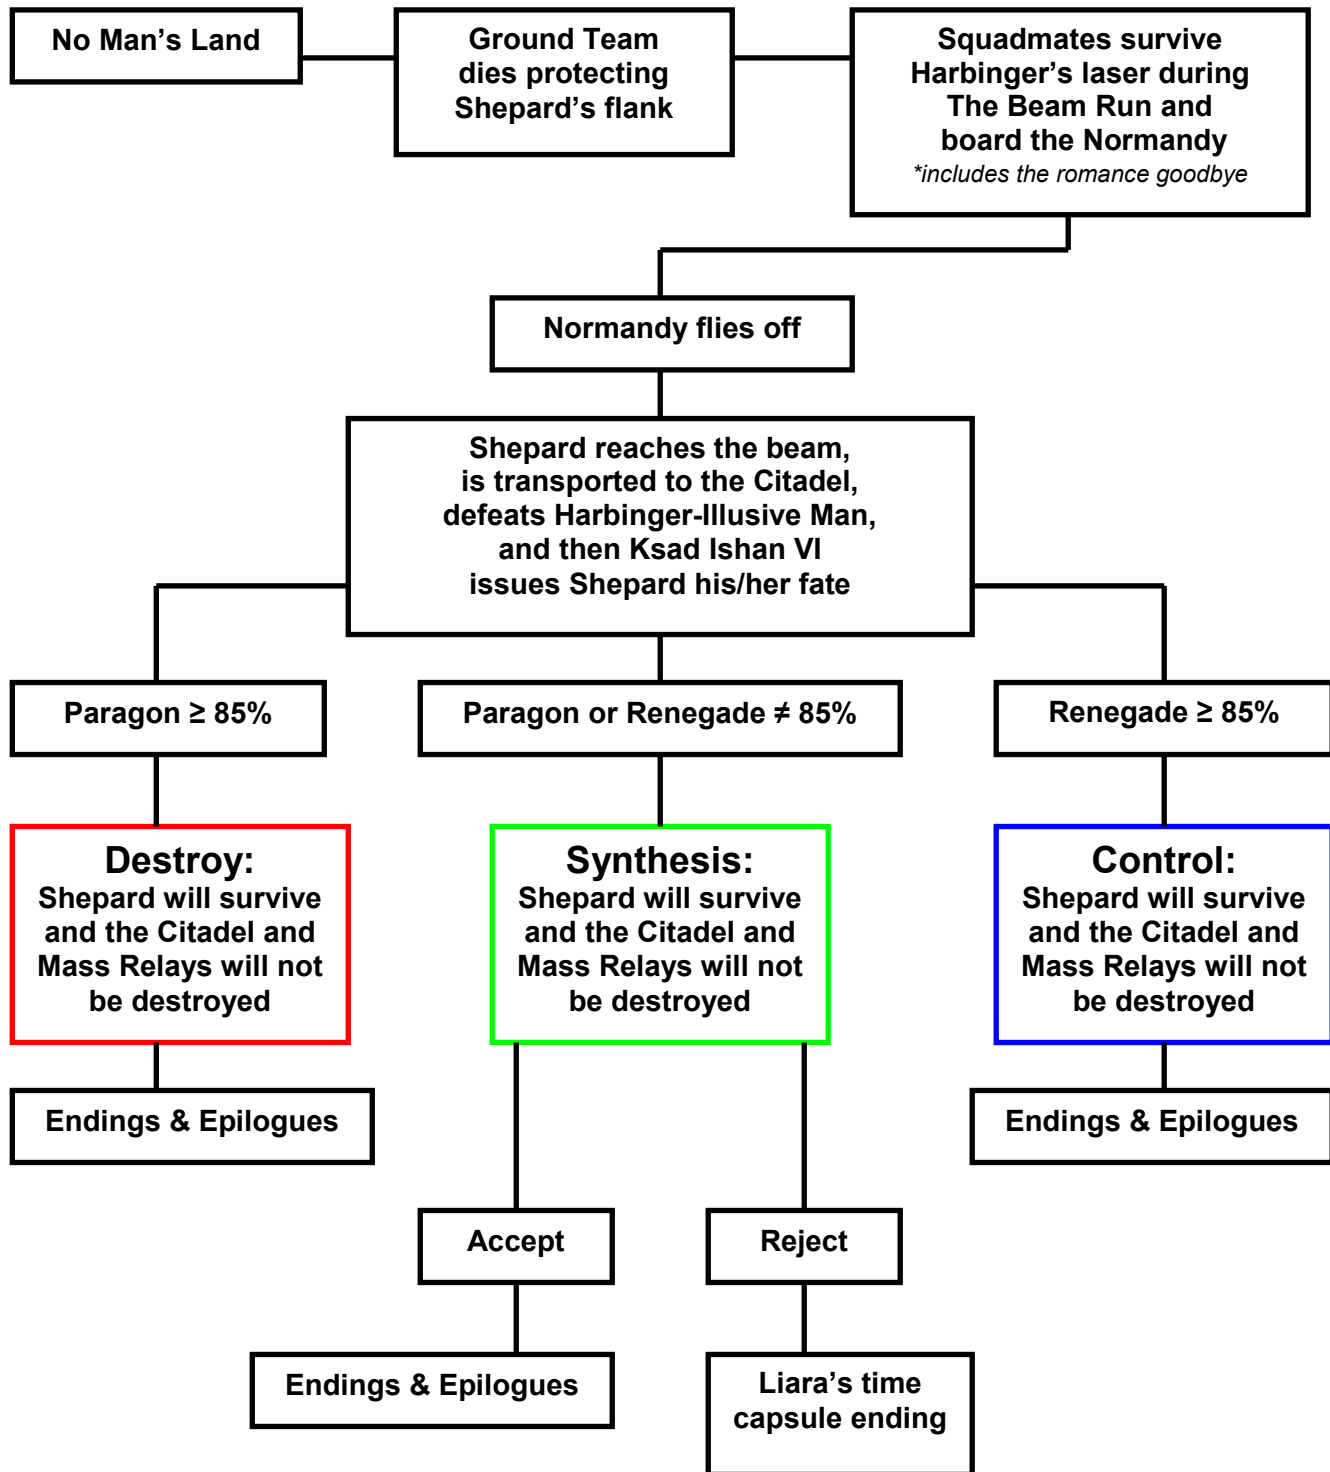 No Man’s Land
Ground Team
dies protecting
Shepard’s flank
Squadmates survive
Harbinger’s laser during
The Beam Run and
board the Normandy
*includes the romance goodbye
Normandy flies off
Shepard reaches the beam,
is transported to the Citadel,
defeats Harbinger-Illusive Man,
and then Ksad Ishan VI
issues Shepard his/her fate
Paragon ≥ 85%
Paragon or Renegade ≠ 85%
Renegade ≥ 85%
Destroy:
Shepard will survive
and the Citadel and
Mass Relays will not
be destroyed
Synthesis:
Shepard will survive
and the Citadel and
Mass Relays will not
be destroyed
Control:
Shepard will survive
and the Citadel and
Mass Relays will not
be destroyed
Endings & Epilogues
Endings & Epilogues
Accept
Reject
Endings & Epilogues
Liara’s time
capsule ending